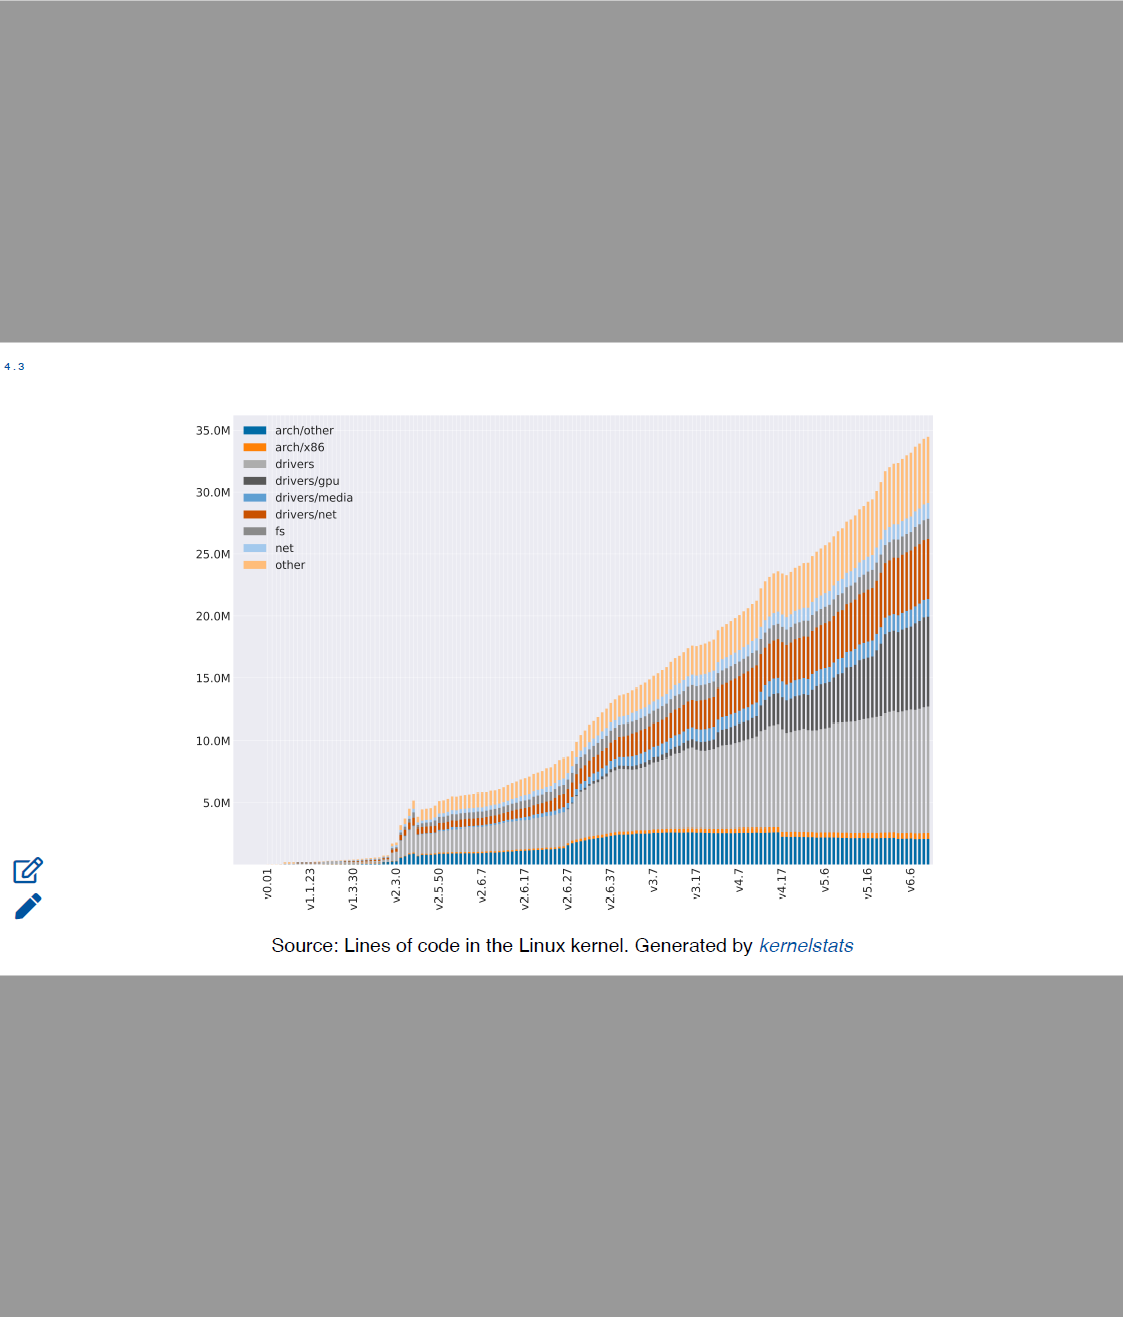 4.3
35.0M
30.0M
25.0M
20.0M
15.0M
10.0M
5.0M
arch/other
arch/x86
drivers
drivers/gpu
drivers/media
drivers/net
fs
net
other
v0.01
v1.1.23
v1.3.30
v2.3.0
v2.5.50
v2.6.7
v2.6.17
v2.6.27
v2.6.37
v3.7
v3.17
v4.7
v4.17
v5.6
v5.16
v6.6
Source: Lines of code in the Linux kernel. Generated by kernelstats